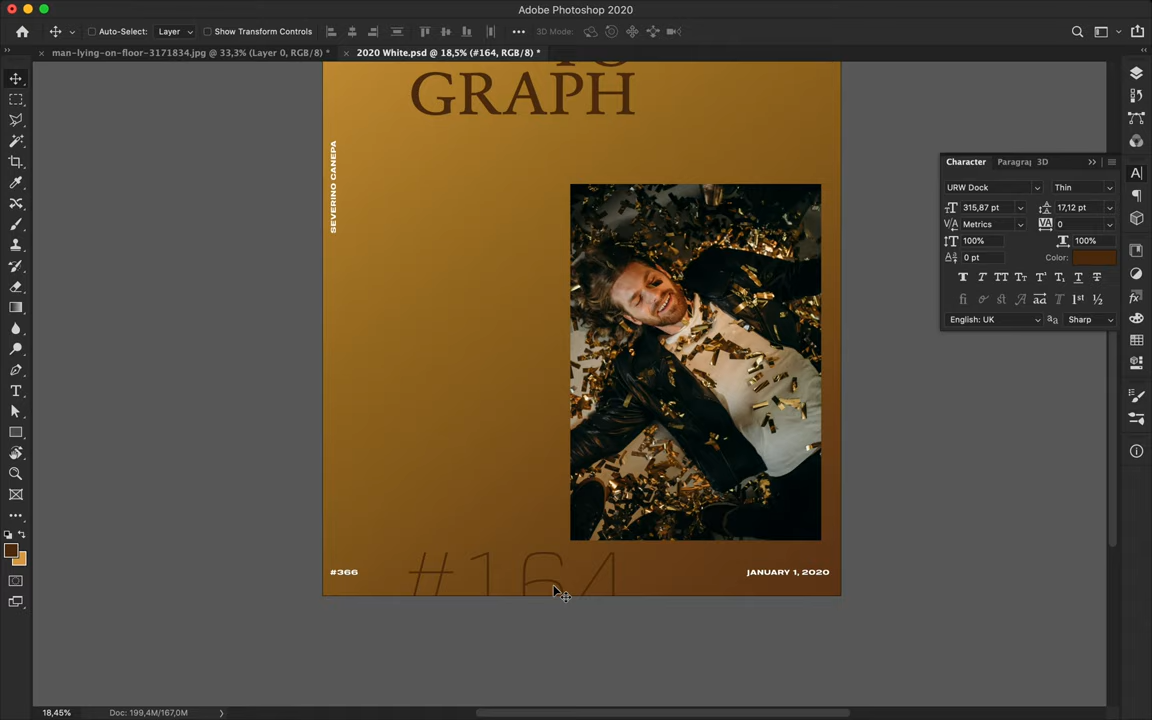 Adobe Photoshop 2020
Auto-Select:
Layer
Show Transform Controls
3D Mode:
man-lying-on-floor-3171834.jpg @ 33,3% (Layer 0, RGB/8) *
2020 White.psd @ 18,5% (#164, RGB/8) *
GRAPH
SEVERINO CANEPA
#366
#164
JANUARY 1, 2020
Character
Paragraj
3D
URW Dock
Thin
315,87 pt
17,12 pt
Metrics
0
100%
100%
0 pt
Color:
English: UK
Sharp
18,45%
Doc: 199,4M/167,0M